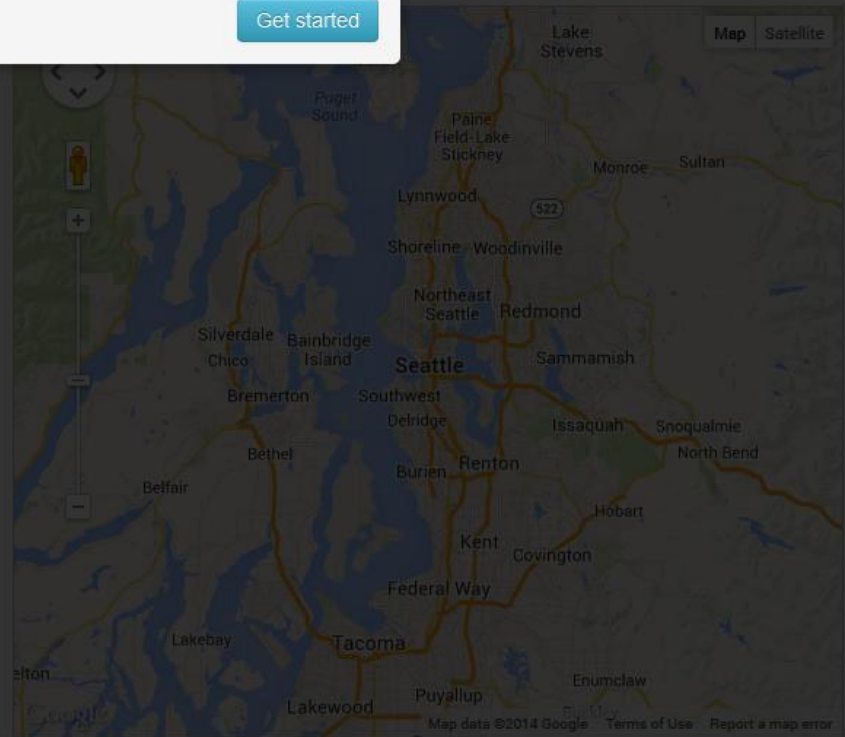 Get started
Map Satellite
Lake
Stevens
Puget
Sound
Paine
Field-Lake
Stickney
Monroe
Sultan
Lynnwood
522
Shoreline
Woodinville
Northeast
Seattle
Redmond
Silverdale
Bainbridge
Island
Chico
Seattle
Sammamish
Bremerton
Southwest
Delridge
Issaquah
Snoqualmie
North Bend
Bethel
Burien
Renton
Belfair
Hobart
Kent
Covington
Federal Way
Lakebay
Tacoma
elton
Enumclaw
Puyallup
Buckley
Lakewood
Google
Map data ©2014 Google Terms of Use Report a map error